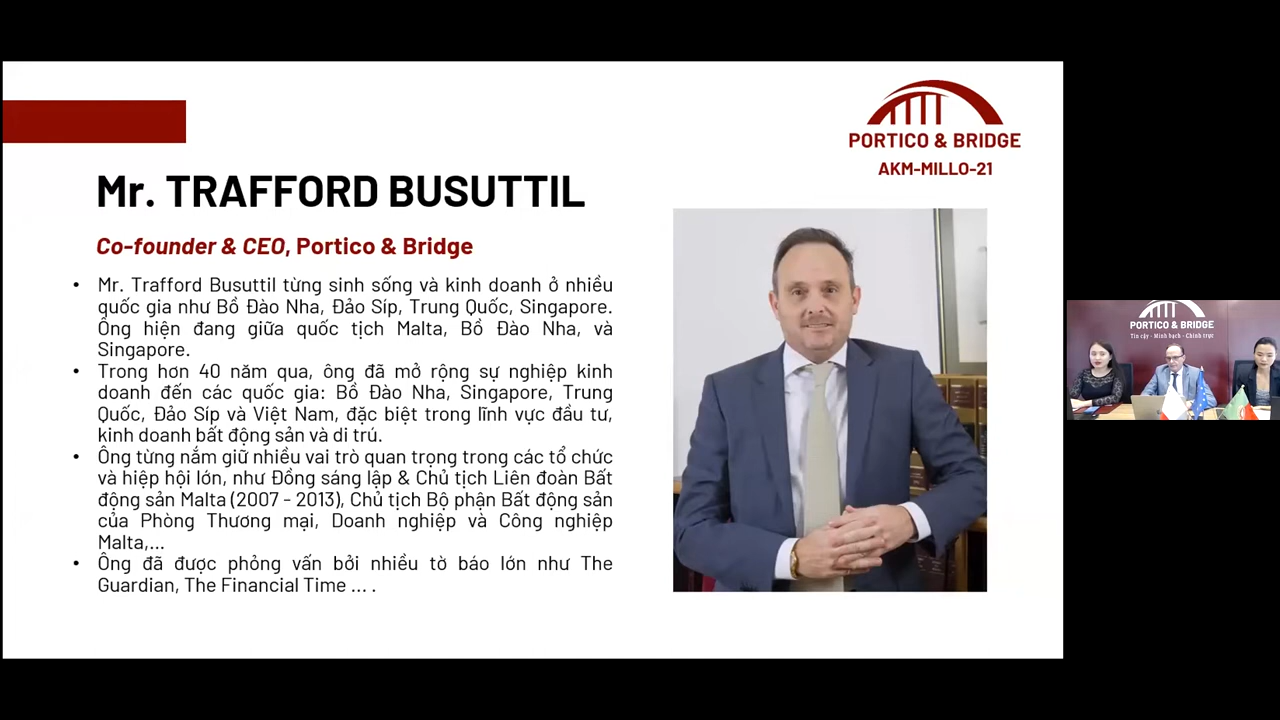 PORTICO & BRIDGE
AKM-MILLO-21
Mr. TRAFFORD BUSUTTIL
Co-founder & CEO, Portico & Bridge
• Mr. Trafford Busuttil từng sinh sống và kinh doanh ở nhiều
quốc gia như Bồ Đào Nha, Đảo Síp, Trung Quốc, Singapore.
Ông hiện đang giữa quốc tịch Malta, Bồ Đào Nha, và
Singapore.
• Trong hơn 40 năm qua, ông đã mở rộng sự nghiệp kinh
doanh đến các quốc gia: Bồ Đào Nha, Singapore, Trung
Quốc, Đảo Síp và Việt Nam, đặc biệt trong lĩnh vực đầu tư,
kinh doanh bất động sản và di trú.
• Ông từng nắm giữ nhiều vai trò quan trọng trong các tổ chức
và hiệp hội lớn, như Đồng sáng lập & Chủ tịch Liên đoàn Bất
động sản Malta (2007 - 2013), Chủ tịch Bộ phận Bất động sản
của Phòng Thương mại, Doanh nghiệp và Công nghiệp
Malta,...
• Ông đã được phỏng vấn bởi nhiều tờ báo lớn như The
Guardian, The Financial Time ... .
PORTICO & BRIDGE
Tin cậy - Minh bạch - Chính trực